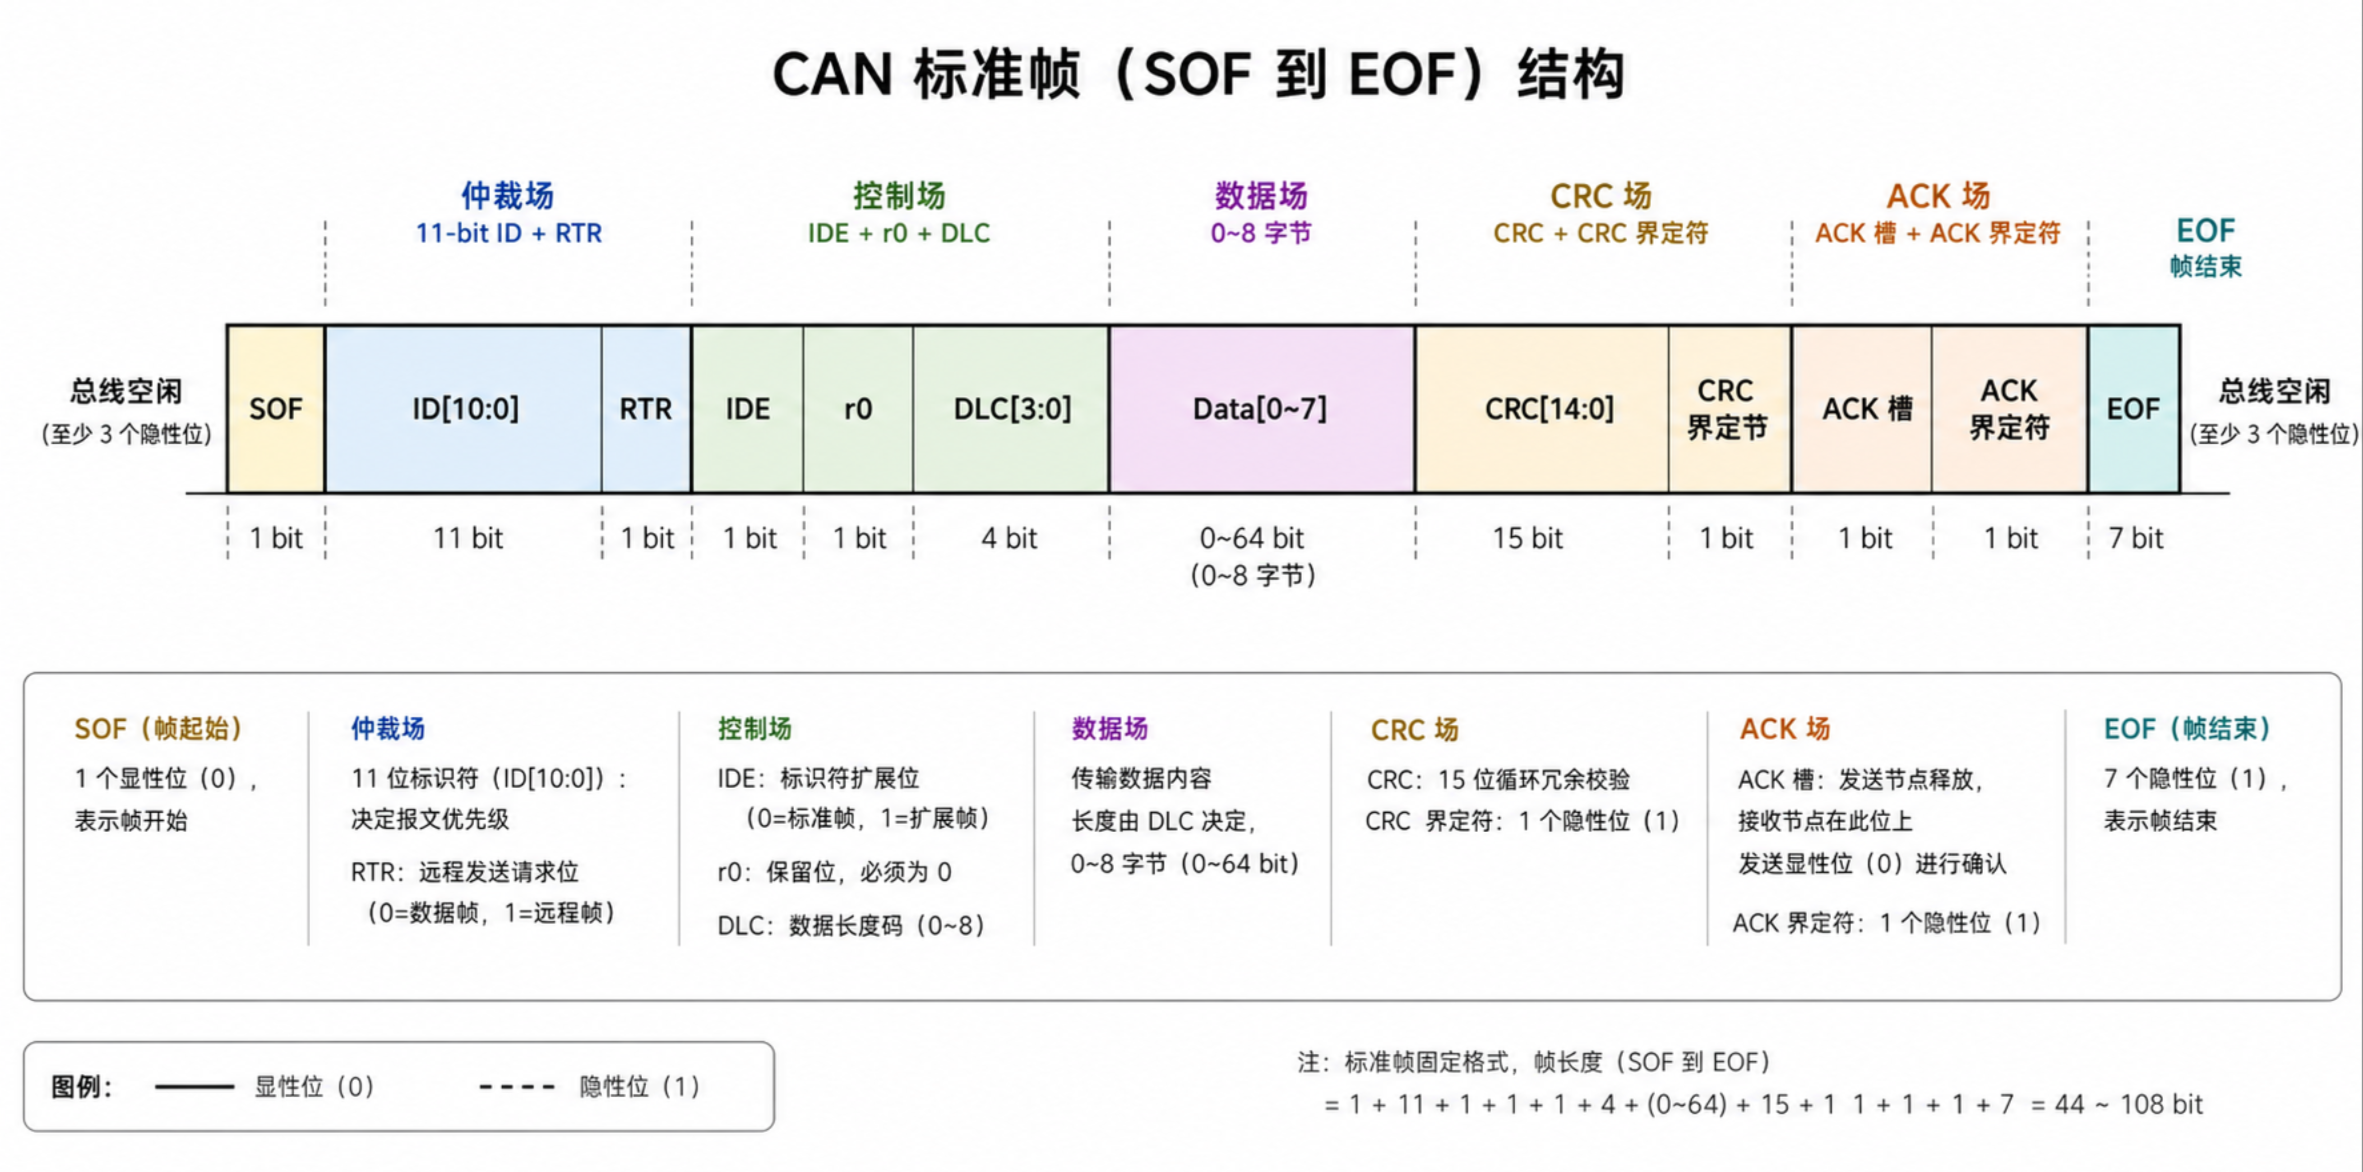 CAN 标准帧（SOF 到 EOF）结构
仲裁场
11-bit ID + RTR
控制场
IDE + r0 + DLC
数据场
0~8 字节
CRC 场
CRC + CRC 界定符
ACK 场
ACK 槽 + ACK 界定符
EOF
帧结束
总线空闲
(至少 3 个隐性位)
SOF
ID[10:0]
RTR
IDE
r0
DLC[3:0]
Data[0~7]
CRC[14:0]
CRC
界定节
ACK 槽
ACK
界定符
EOF
总线空闲
(至少 3 个隐性位)
1 bit
11 bit
1 bit
1 bit
1 bit
4 bit
0~64 bit
（0~8 字节）
15 bit
1 bit
1 bit
1 bit
7 bit
SOF（帧起始）
1 个显性位（0）,
表示帧开始
仲裁场
11 位标识符（ID[10:0]）:
决定报文优先级
RTR：远程发送请求位
（0=数据帧，1=远程帧）
控制场
IDE：标识符扩展位
（0=标准帧，1=扩展帧）
r0：保留位，必须为 0
DLC：数据长度码（0~8）
数据场
传输数据内容
长度由 DLC 决定，
0~8 字节（0~64 bit）
CRC 场
CRC：15 位循环冗余校验
CRC 界定符：1 个隐性位（1）
ACK 场
ACK 槽：发送节点释放，
接收节点在此位上
发送显性位（0）进行确认
ACK 界定符：1 个隐性位（1）
EOF（帧结束）
7 个隐性位（1）,
表示帧结束
图例：
显性位（0）
隐性位（1）
注：标准帧固定格式，帧长度（SOF 到 EOF）
= 1 + 11 + 1 + 1 + 1 + 4 + (0~64) + 15 + 1 1 + 1 + 1 + 7 = 44 ~ 108 bit